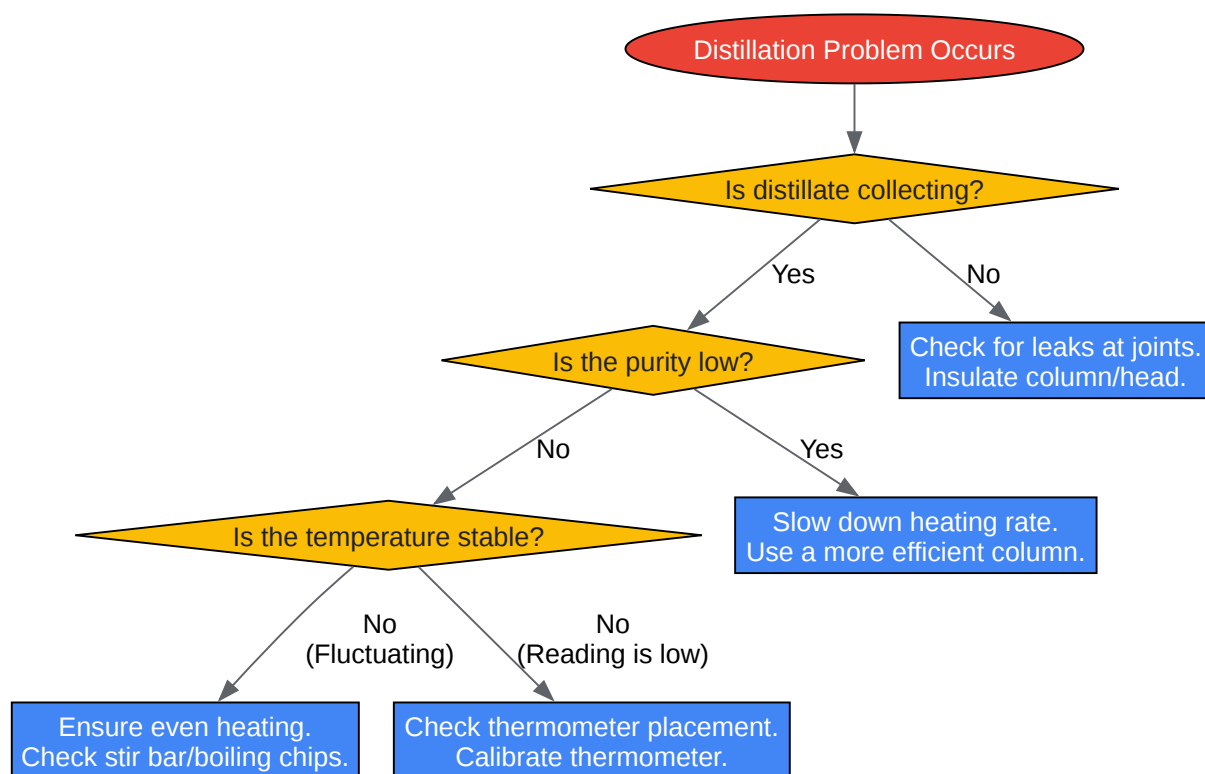 Distillation Problem Occurs
Is distillate collecting?
Yes
No
Is the purity low?
Check for leaks at joints.
Insulate column/head.
No
Yes
Is the temperature stable?
Slow down heating rate.
Use a more efficient column.
No
(Fluctuating)
No
(Reading is low)
Ensure even heating.
Check stir bar/boiling chips.
Check thermometer placement.
Calibrate thermometer.